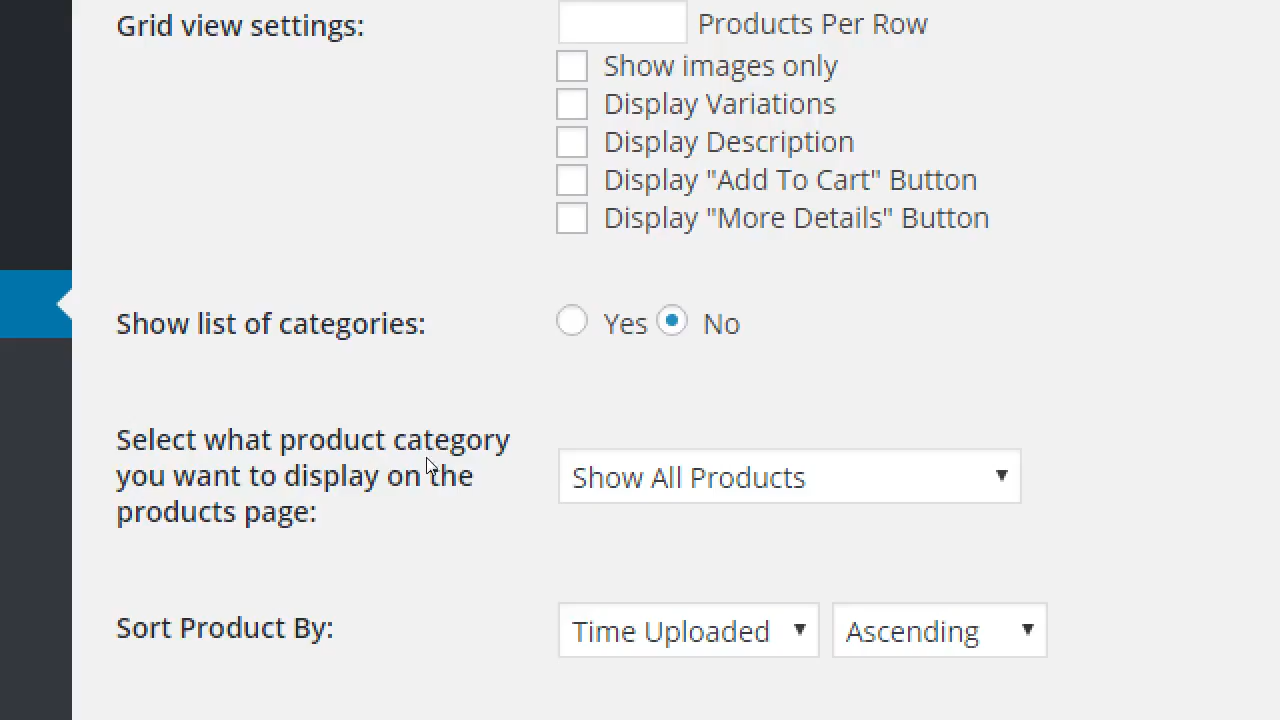 Grid view settings: Products Per Row
Show images only
Display Variations
Display Description
Display "Add To Cart" Button
Display "More Details" Button
Show list of categories: Yes No
Select what product category
you want to display on the
products page:
Show All Products
Sort Product By: Time Uploaded Ascending